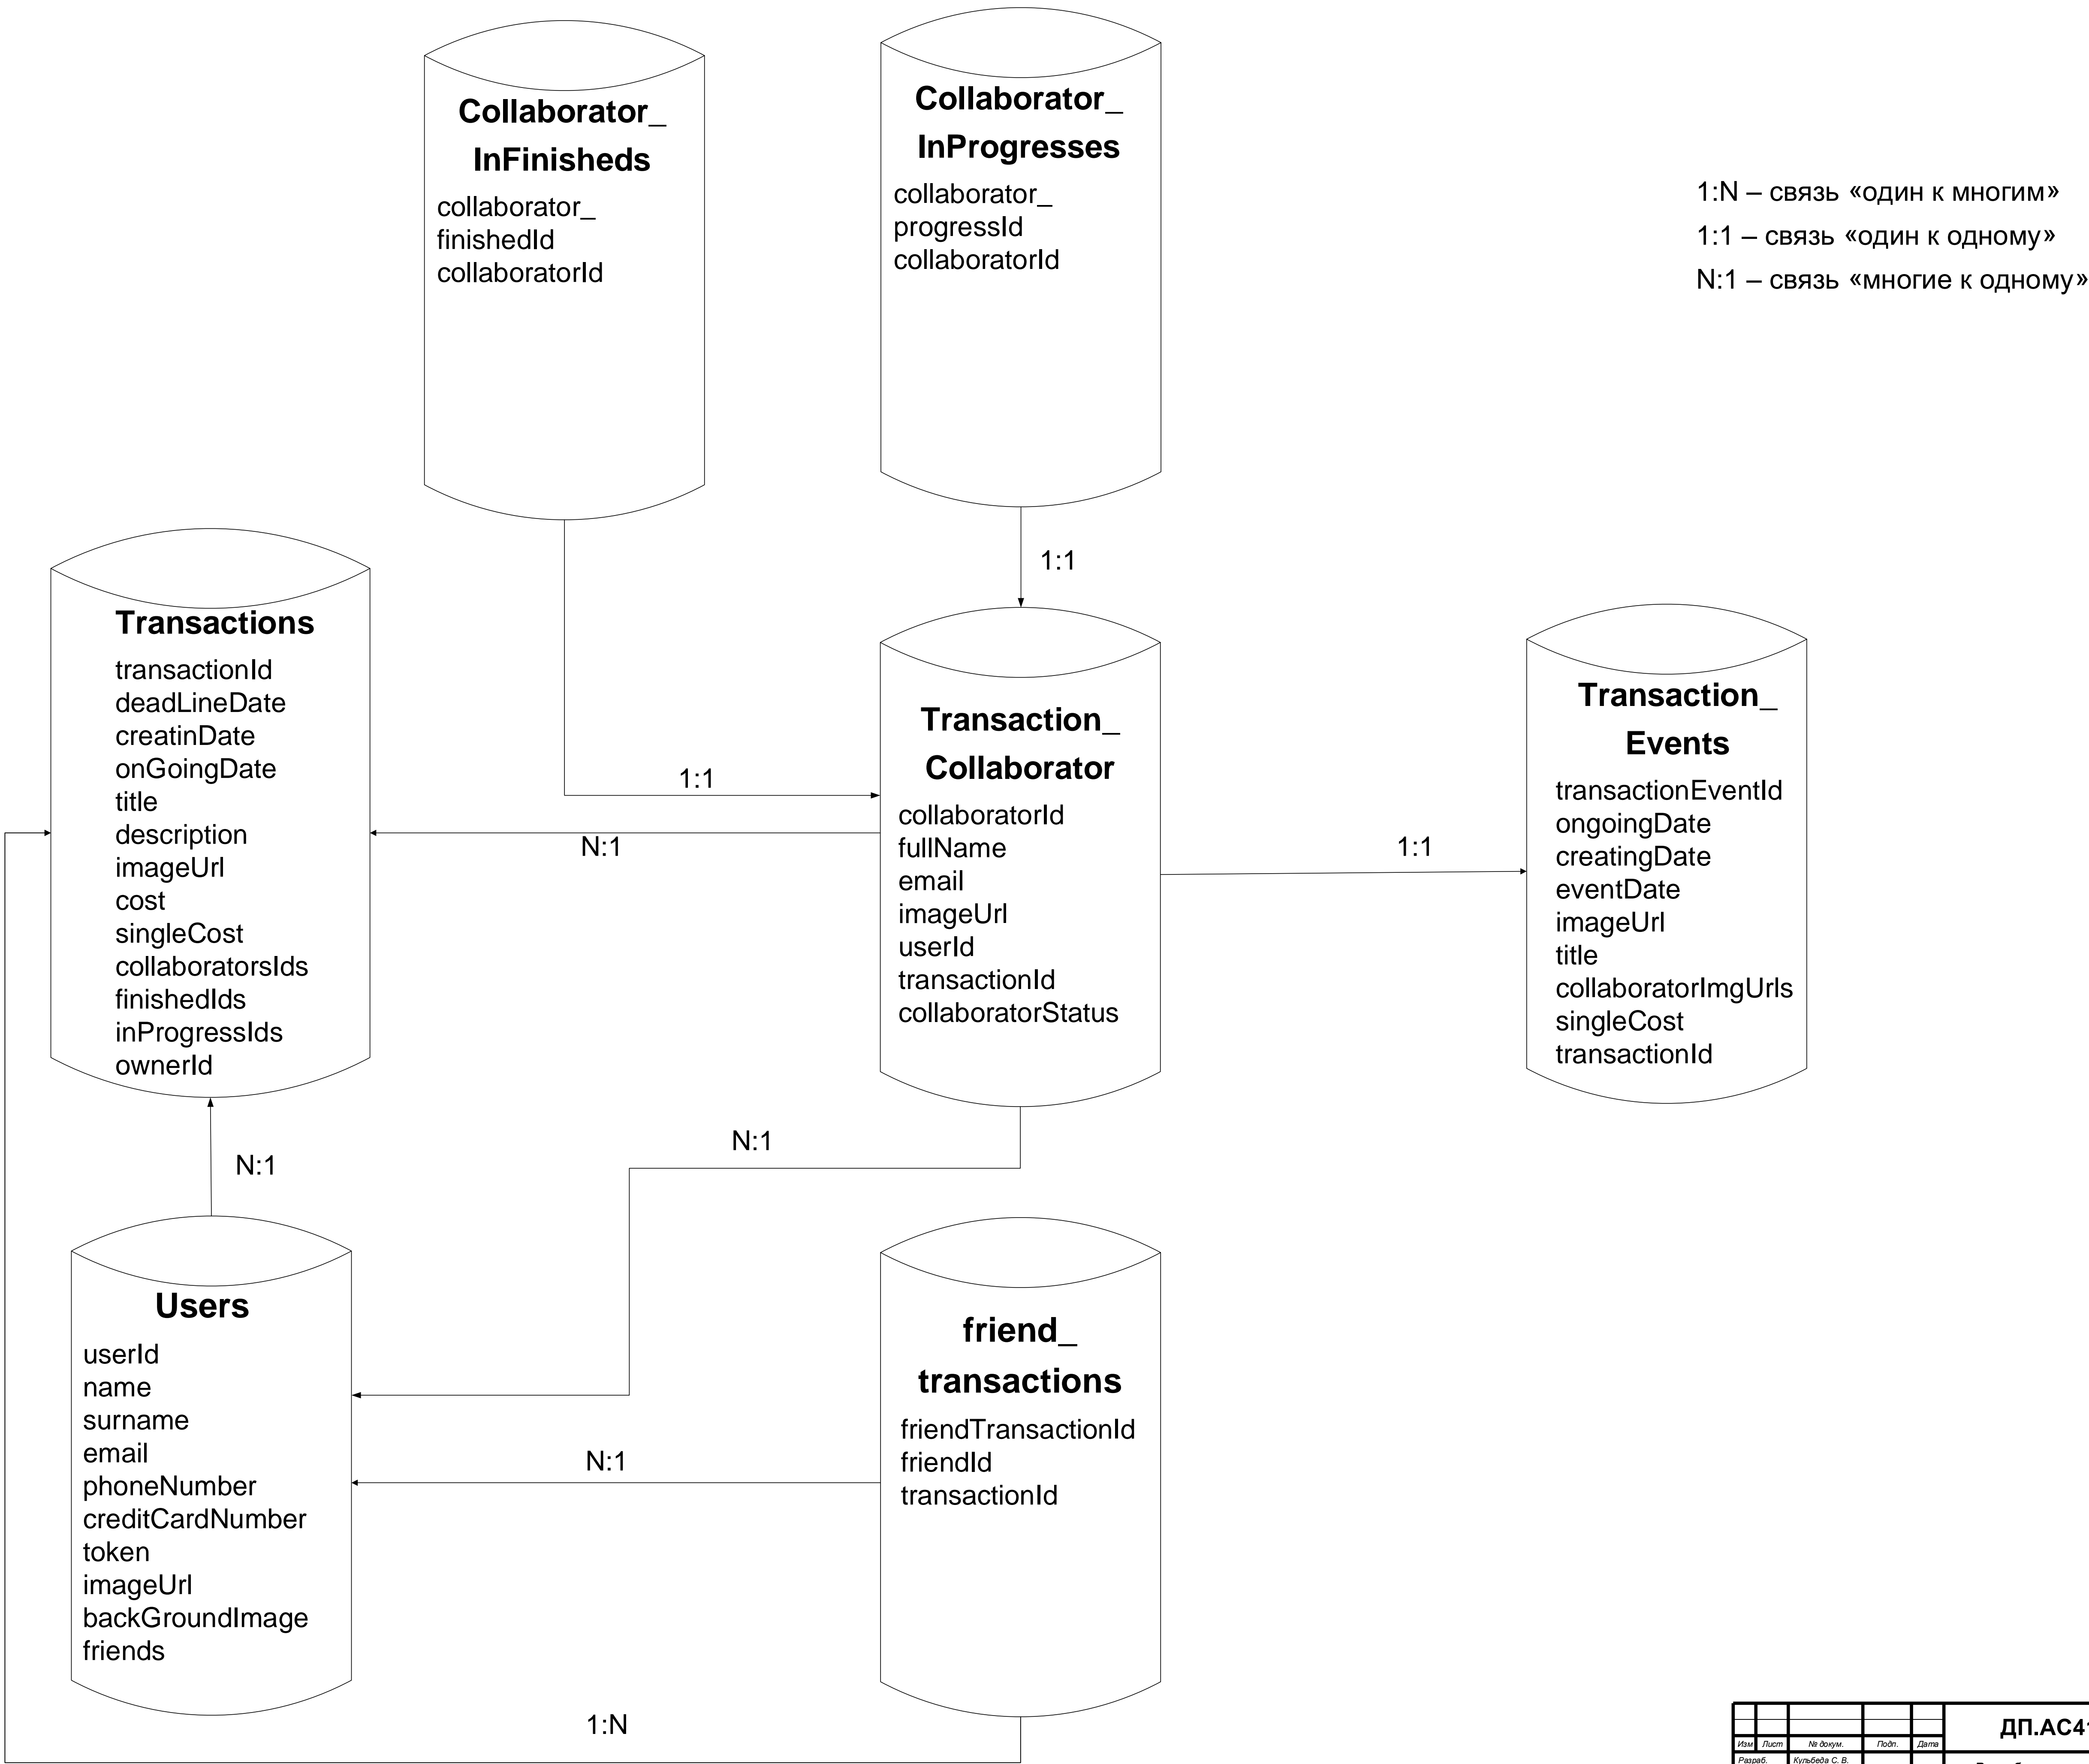 Collaborator_
InFinisheds
collaborator_
finishedId
collaboratorId
Collaborator_
InProgresses
collaborator_
progressId
collaboratorId
1:N – связь «один к многим»
1:1 – связь «один к одному»
N:1 – связь «многие к одному»
1:1
Transactions
transactionId
deadLineDate
creatinDate
onGoingDate
title
description
imageUrl
cost
singleCost
collaboratorsIds
finishedIds
inProgressIds
ownerId
1:1
N:1
Transaction_
Collaborator
collaboratorId
fullName
email
imageUrl
userId
transactionId
collaboratorStatus
1:1
Transaction_
Events
transactionEventId
ongoingDate
creatingDate
eventDate
imageUrl
title
collaboratorImgUrls
singleCost
transactionId
N:1
N:1
Users
userId
name
surname
email
phoneNumber
creditCardNumber
token
imageUrl
backGroundImage
friends
N:1
friend_
transactions
friendTransactionId
friendId
transactionId
1:N
ДП.АС41
Изм Лист № докум. Подп. Дата
Разраб. Кульбеда С. В.